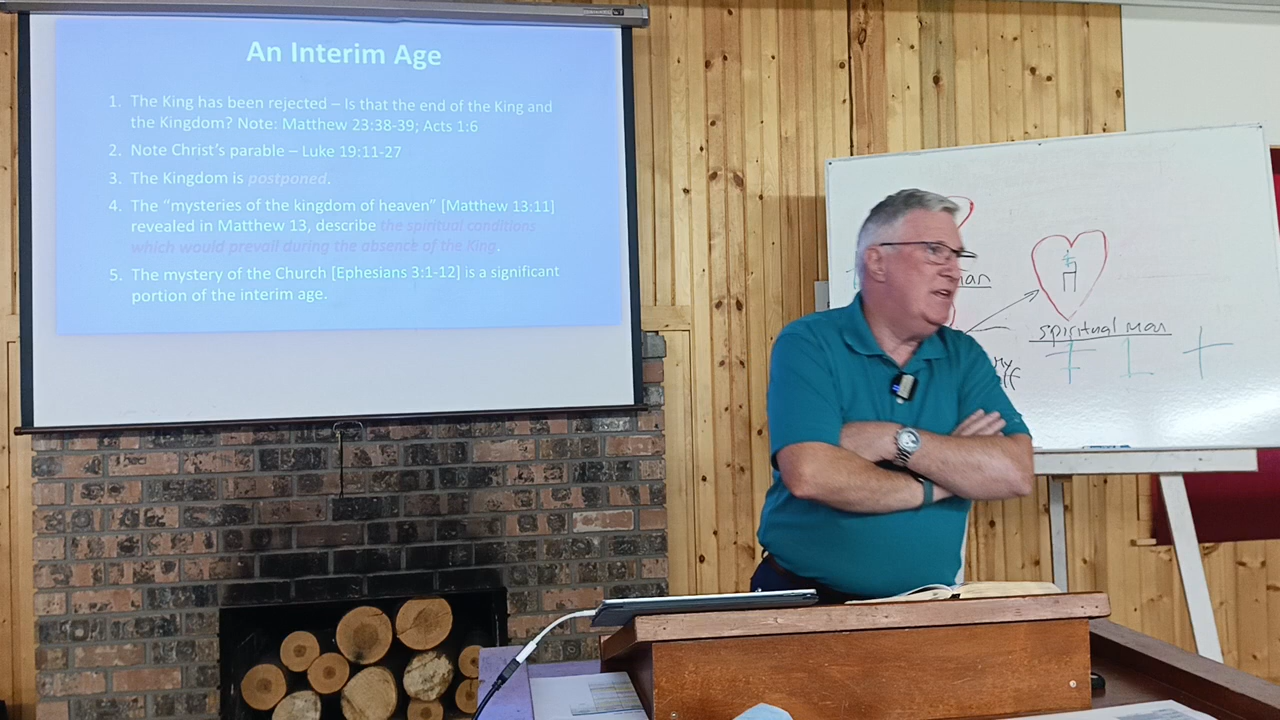 An Interim Age
1. The King has been rejected – Is that the end of the King and
the Kingdom? Note: Matthew 23:38-39; Acts 1:6
2. Note Christ's parable – Luke 19:11-27
3. The Kingdom is postponed.
4. The “mysteries of the kingdom of heaven” [Matthew 13:11]
revealed in Matthew 13, describe the spiritual conditions
which would prevail during the absence of the King.
5. The mystery of the Church [Ephesians 3:1-12] is a significant
portion of the interim age.
spiritual man